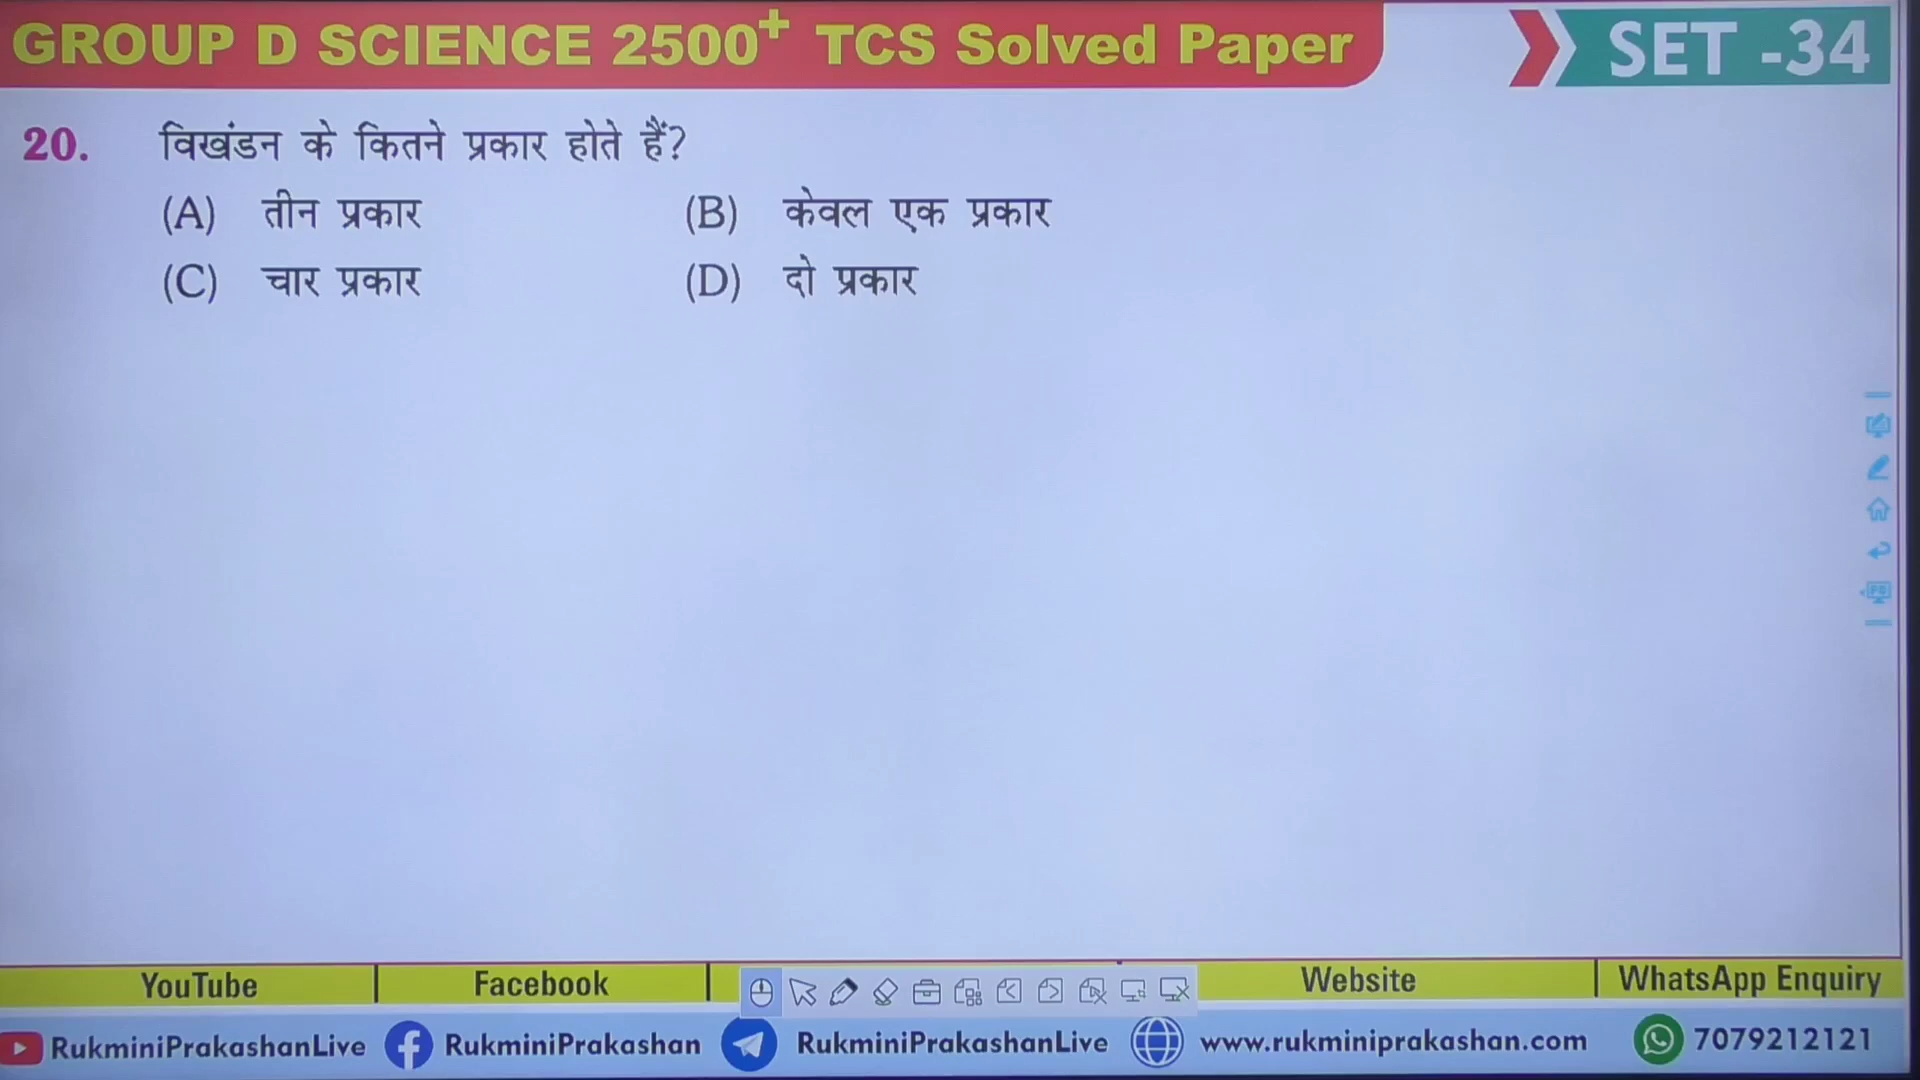 GROUP D SCIENCE 2500+ TCS Solved Paper
SET -34
20. विखंडन के कितने प्रकार होते हैं?
(A) तीन प्रकार (B) केवल एक प्रकार
(C) चार प्रकार (D) दो प्रकार
YouTube Facebook Website WhatsApp Enquiry
RukminiPrakashanLive RukminiPrakashan RukminiPrakashanLive www.rukminiprakashan.com 7079212121